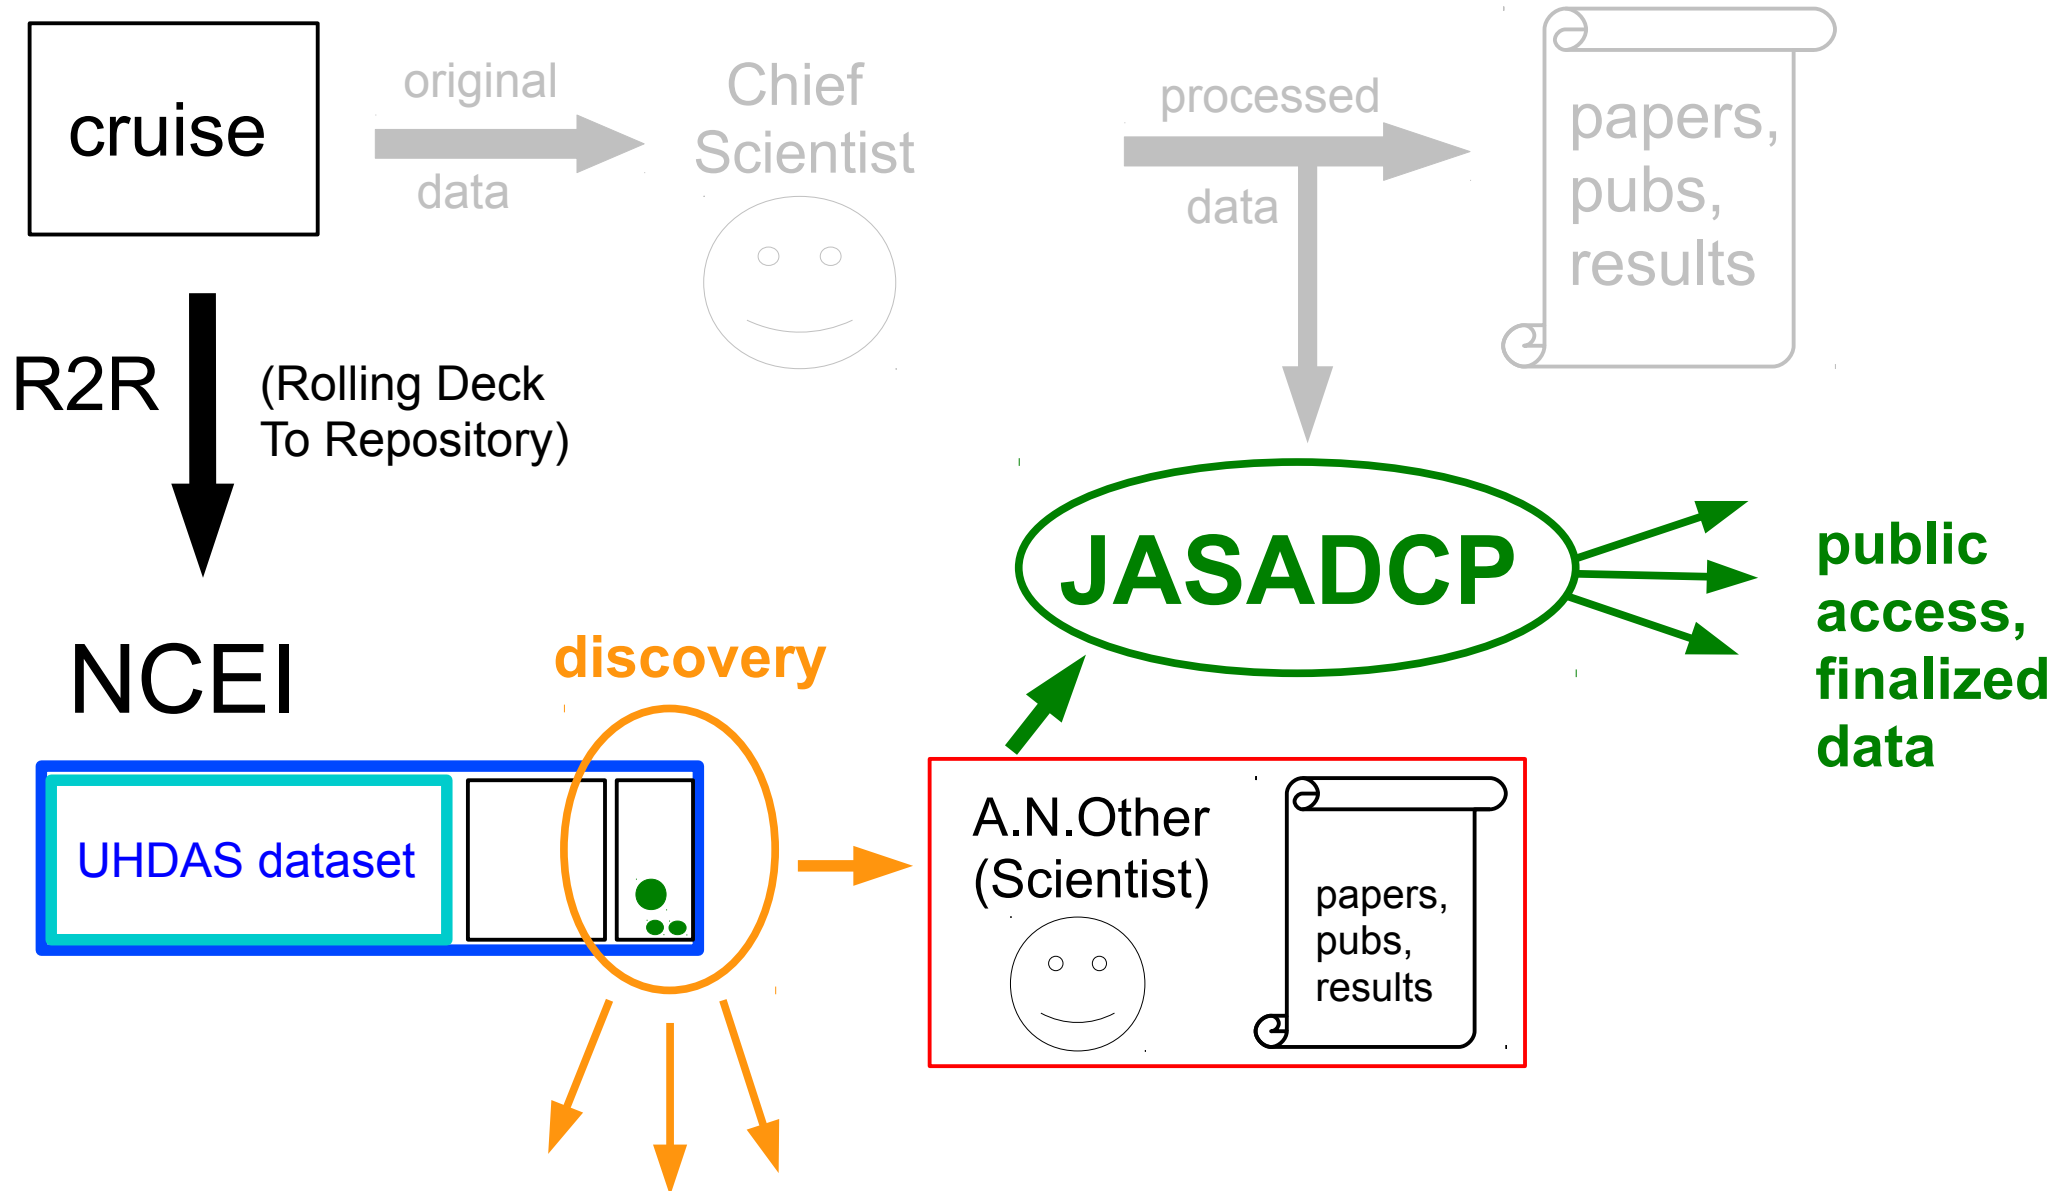 cruise
original
data
Chief
Scientist
processed
data
papers,
pubs,
results
R2R
(Rolling Deck
To Repository)
JASADCP
public
access,
finalized
data
NCEI
discovery
UHDAS dataset
A.N.Other
(Scientist)
papers,
pubs,
results